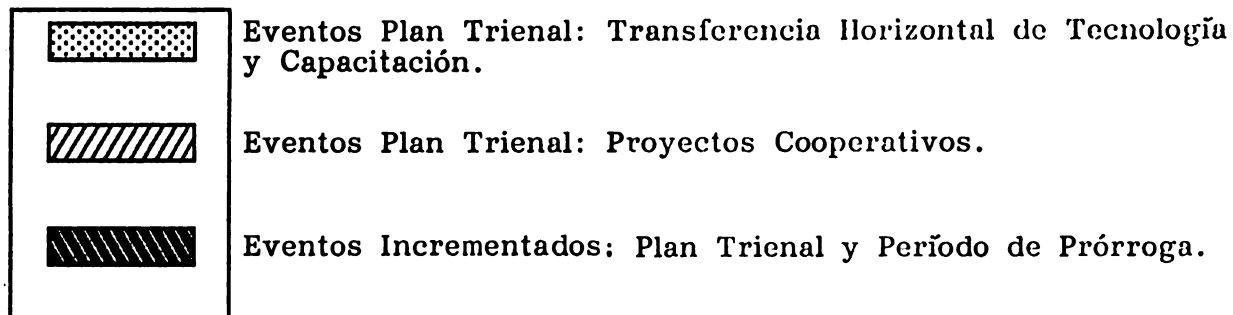 Eventos Plan Trienal: Transferencia Horizontal de Tecnología
y Capacitación.
Eventos Plan Trienal: Proyectos Cooperativos.
Eventos Incrementados: Plan Trienal y Período de Prórroga.